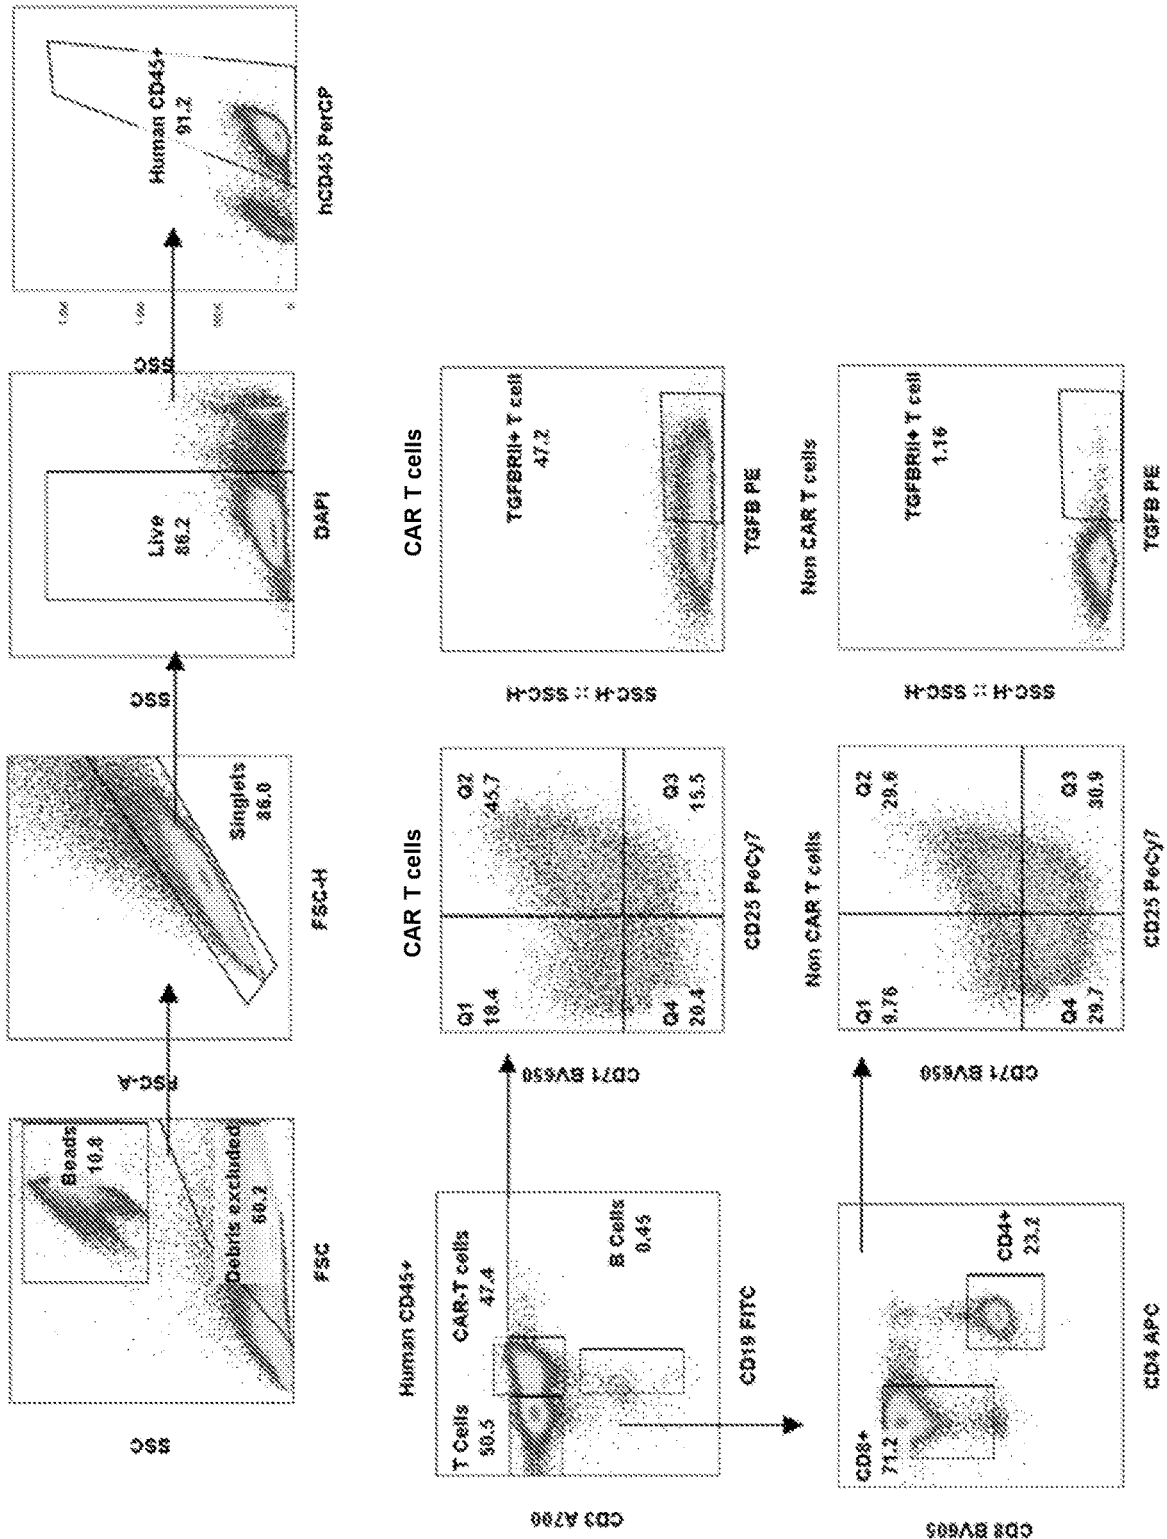 SSC
Beads
10.8
Debris excluded
60.2
FSC
FSC-A
Singlets
86.0
FSC-H
SSC
Live
86.2
DAPI
SSC
0
Human CD45+
91.2
hCD45 PerCP
Human CD45+
CD3 A700
T Cells
50.5
CAR-T cells
47.4
B Cells
0.45
CD19 FITC
CAR T cells
CD71 BV650
Q1
18.4
Q2
45.7
Q3
15.5
Q4
20.4
CD25 PeCy7
CAR T cells
SSC-H :: SSC-H
TGFBRII+ T cell
47.2
TGFB PE
CD8 BV605
CD8+
71.2
CD4+
23.2
CD4 APC
Non CAR T cells
CD71 BV650
Q1
9.76
Q2
29.6
Q3
30.9
Q4
29.7
CD25 PeCy7
Non CAR T cells
SSC-H :: SSC-H
TGFBRII+ T cell
1.16
TGFB PE